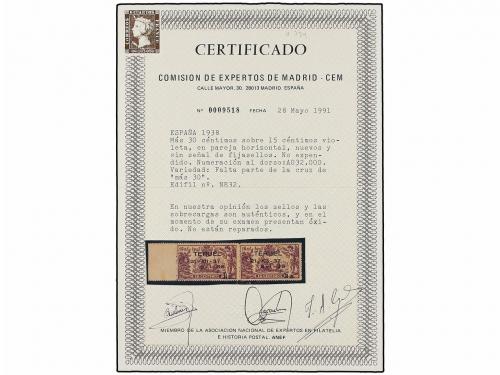 CERTIFICADO
COMISION DE EXPERTOS DE MADRID - CEM
CALLE MAYOR, 30. 28013 MADRID. ESPAÑA
Nº 0009518 FECHA 28 Mayo 1991
ESPAÑA 1938
Más 30 céntimos sobre 15 céntimos vio-
leta, en pareja horizontal, nuevos y
sin señal de fijasellos. No expen-
dido. Numeración al dorso:A032,000.
Variedad: Falta parte de la cruz de
"más 30".
Edifil nº. NE32.
En nuestra opinión los sellos y las
sobrecargas son auténticos, y en el
momento de su examen presentan óxi-
do. No están reparados.
TERUEL TERUEL
MIEMBRO DE LA ASOCIACION NACIONAL DE EXPERTOS EN FILATELIA
E HISTORIA POSTAL. ANEP